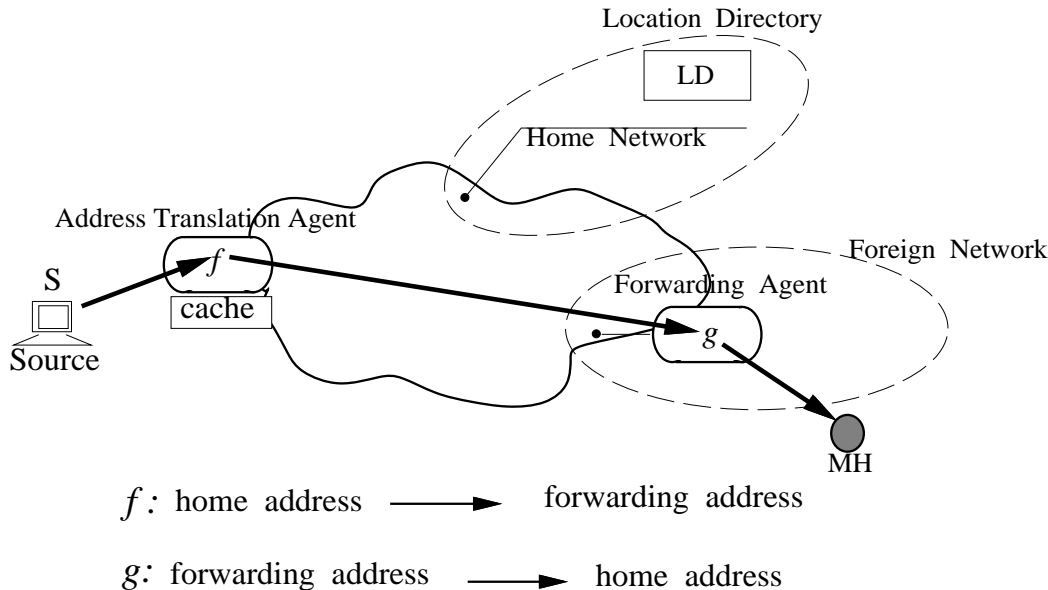 Location Directory
LD
Home Network
Address Translation Agent
Foreign Network
f
S
Forwarding Agent
cache
g
Source
MH
f: home address forwarding address
g: forwarding address home address